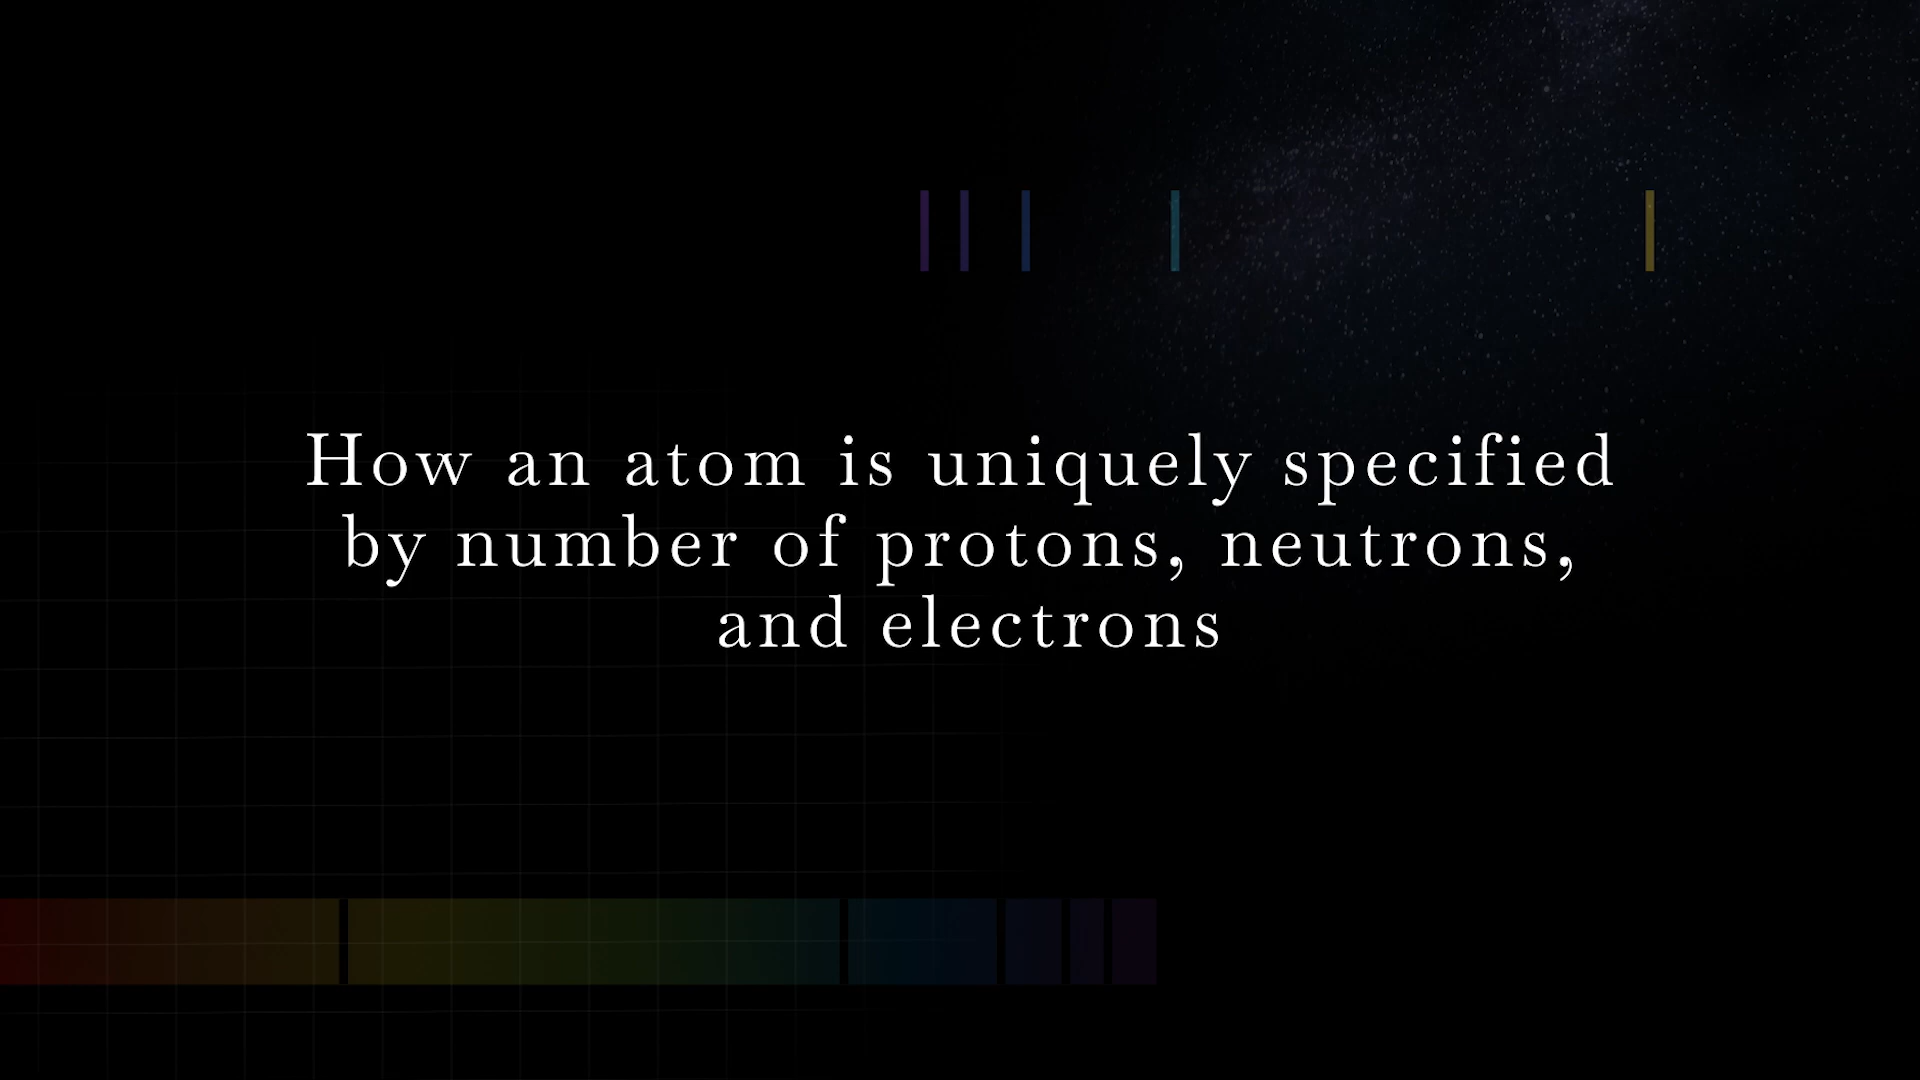 How an atom is uniquely specified
by number of protons, neutrons,
and electrons